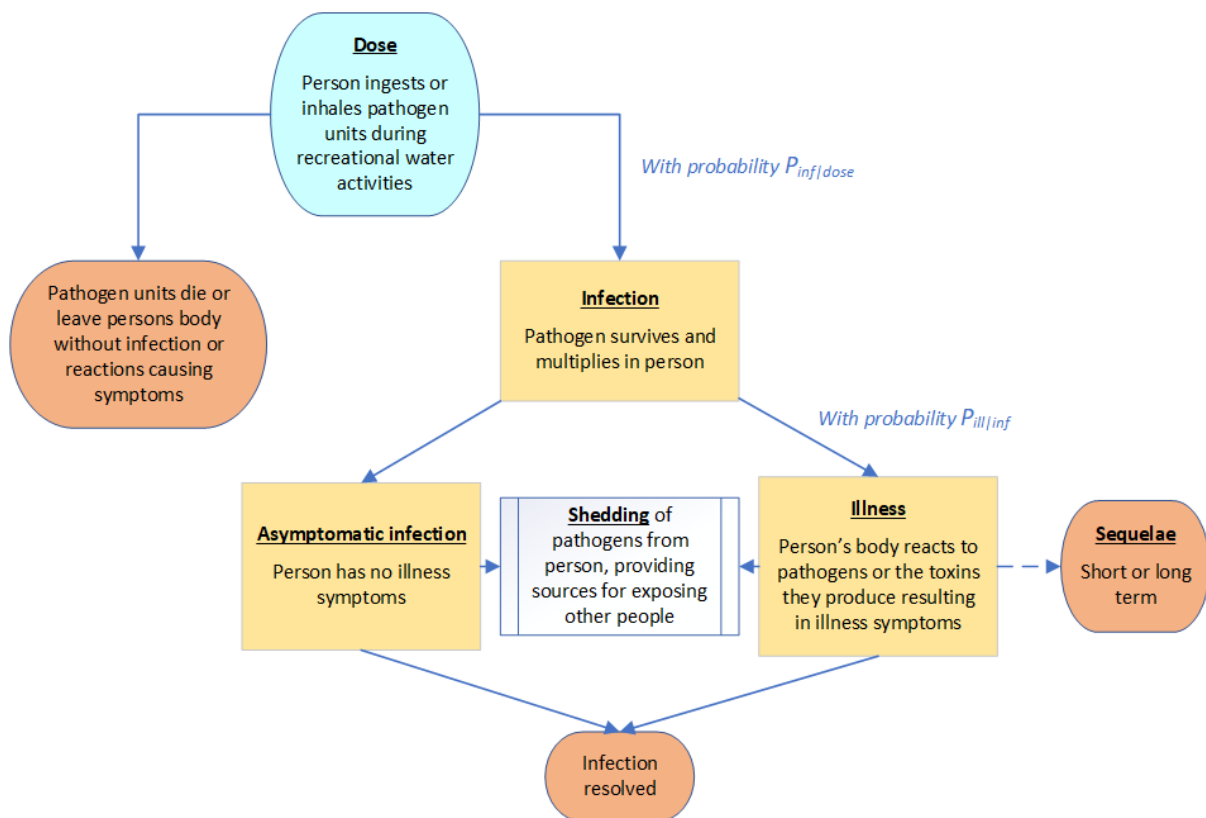 Dose
Person ingests or
inhales pathogen
units during
recreational water
activities
With probability P inf|dose
Pathogen units die or
leave persons body
without infection or
reactions causing
symptoms
Infection
Pathogen survives and
multiplies in person
With probability P ill|inf
Asymptomatic infection
Person has no illness
symptoms
Shedding of
pathogens from
person, providing
sources for exposing
other people
Illness
Person’s body reacts to
pathogens or the toxins
they produce resulting
in illness symptoms
Sequelae
Short or long
term
Infection
resolved